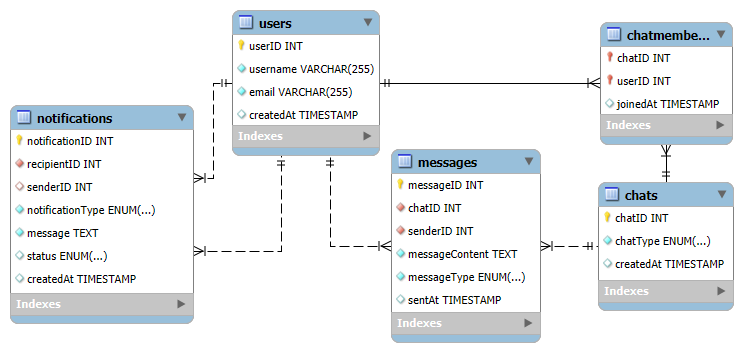 users
userID INT
username VARCHAR(255)
email VARCHAR(255)
createdAt TIMESTAMP
Indexes
chatmembe...
chatID INT
userID INT
joinedAt TIMESTAMP
Indexes
notifications
notificationID INT
recipientID INT
senderID INT
notificationType ENUM(...)
message TEXT
status ENUM(...)
createdAt TIMESTAMP
Indexes
messages
messageID INT
chatID INT
senderID INT
messageContent TEXT
messageType ENUM(...)
sentAt TIMESTAMP
Indexes
chats
chatID INT
chatType ENUM(...)
createdAt TIMESTAMP
Indexes